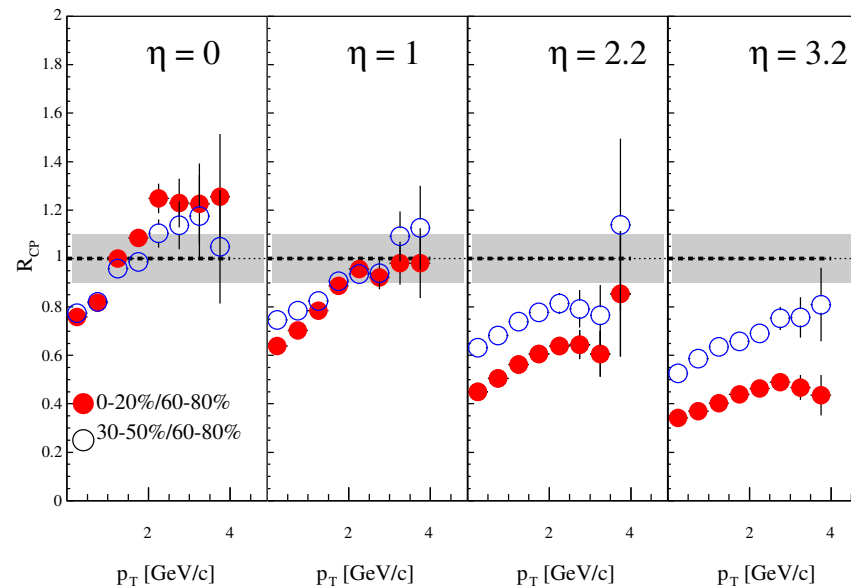 η = 0
η = 1
η = 2.2
η = 3.2
R_CP
2
1.8
1.6
1.4
1.2
1
0.8
0.6
0.4
0.2
0
0-20%/60-80%
30-50%/60-80%
2 4
2 4
2 4
2 4
p_T [GeV/c]
p_T [GeV/c]
p_T [GeV/c]
p_T [GeV/c]